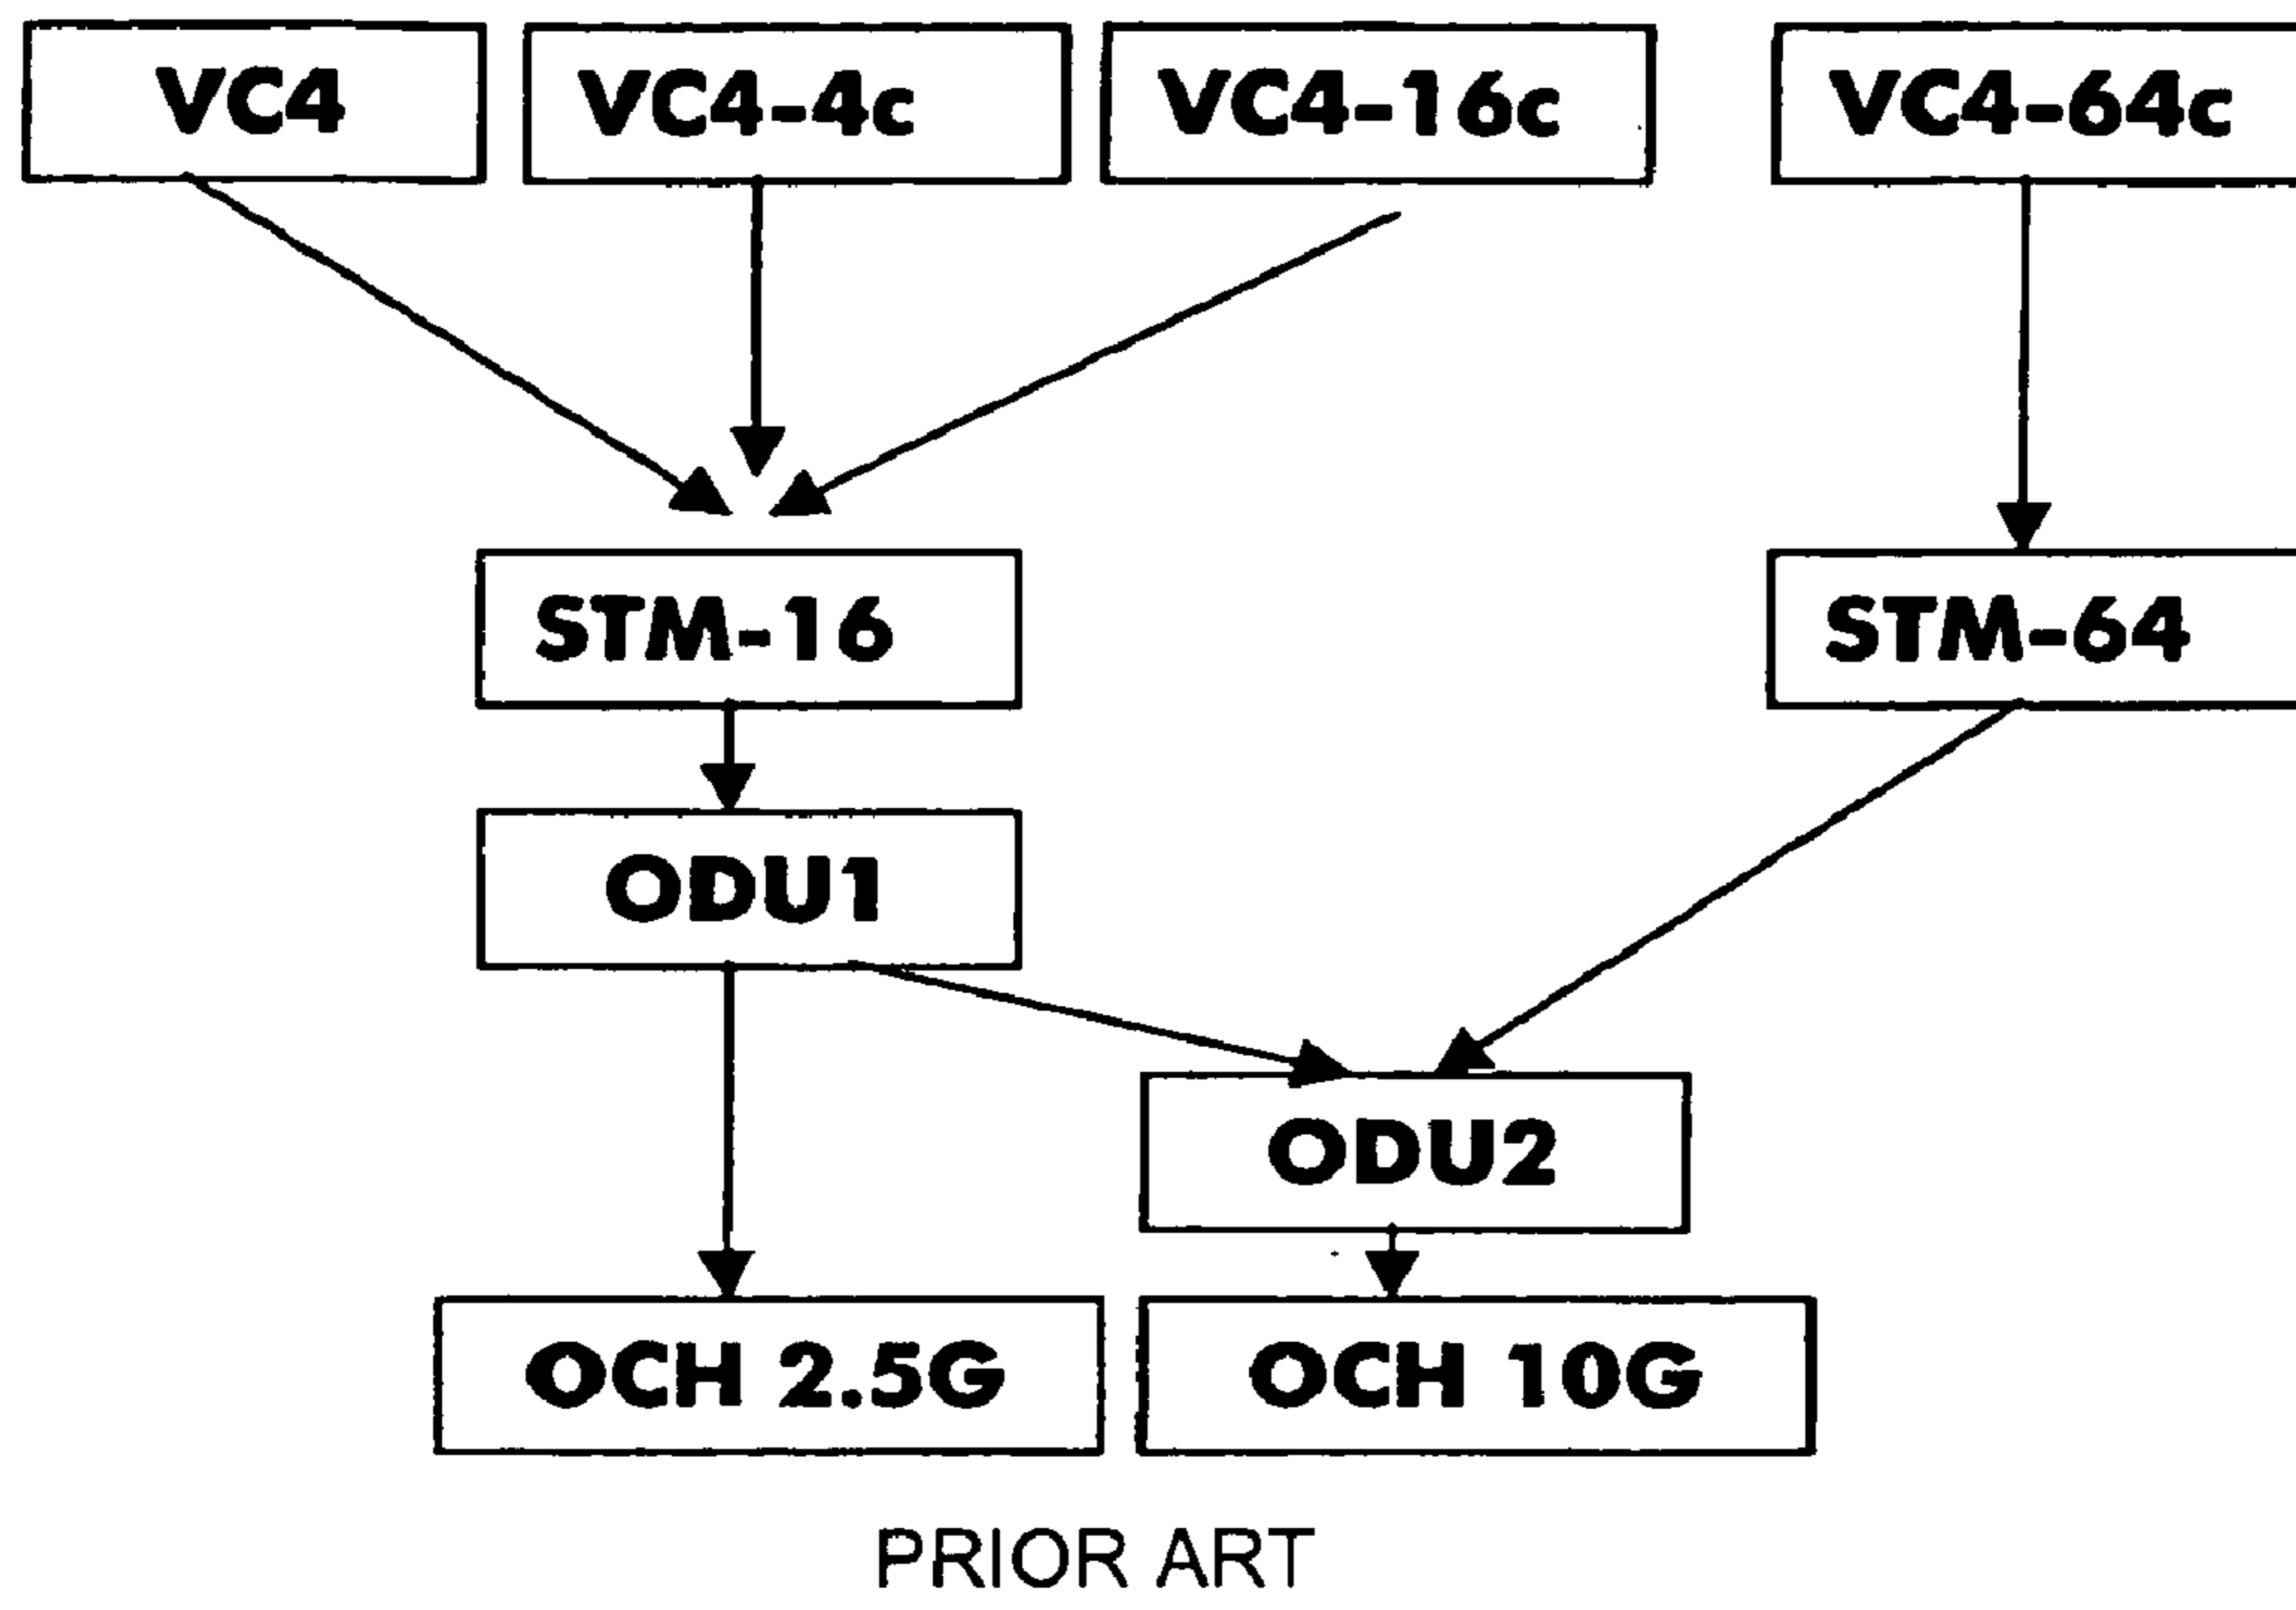 VC4 VC4-4c VC4-16c VC4-64c
STM-16 STM-64
ODU1
ODU2
OCH 2.5G OCH 10G
PRIOR ART